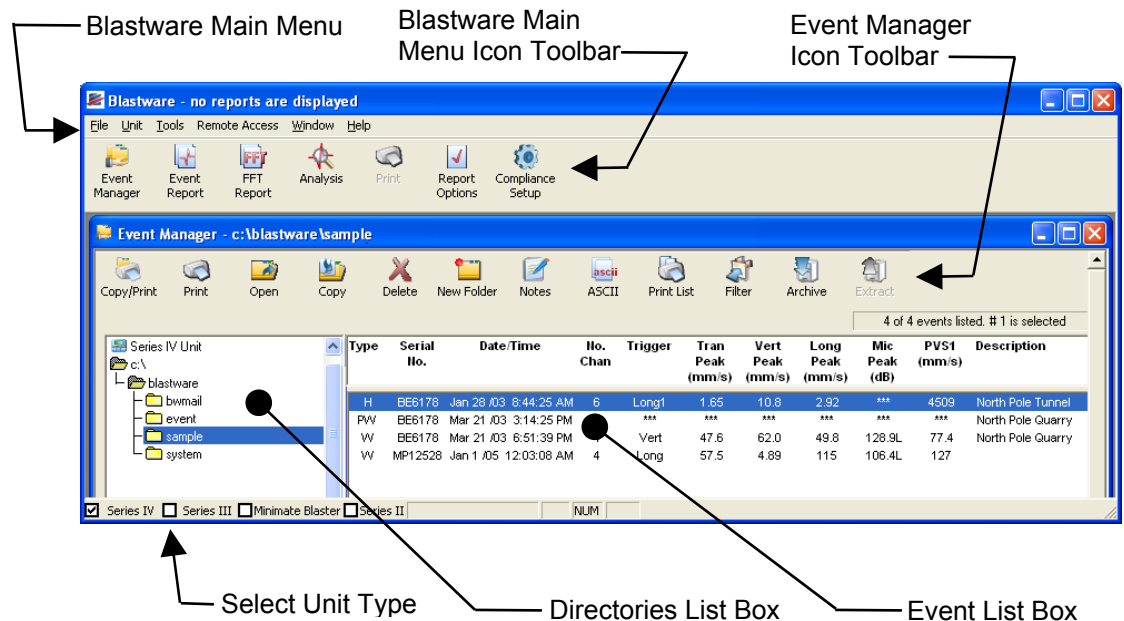 Blastware Main Menu
Blastware Main
Menu Icon Toolbar
Event Manager
Icon Toolbar
Blastware - no reports are displayed
File Unit Tools Remote Access Window Help
Event Manager
Event Report
FFT Report
Analysis
Print
Report Options
Compliance Setup
Event Manager - c:\blastware\sample
Copy/Print Print Open Copy Delete New Folder Notes ASCII Print List Filter Archive Extract
4 of 4 events listed. # 1 is selected
Series IV Unit
c:\
blastware
bwmail
event
sample
system
Type Serial No. Date/Time No. Chan Trigger Tran Peak (mm/s) Vert Peak (mm/s) Long Peak (mm/s) Mic Peak (dB) PVS1 (mm/s) Description
H BE6178 Jan 28 /03 8:44:25 AM 6 Long1 1.65 10.8 2.92 *** 4509 North Pole Tunnel
PW BE6178 Mar 21 /03 3:14:25 PM *** *** *** *** *** *** North Pole Quarry
W BE6178 Mar 21 /03 6:51:39 PM Vert 47.6 62.0 49.8 128.9L 77.4 North Pole Quarry
W MP12528 Jan 1 /05 12:03:08 AM 4 Long 57.5 4.89 115 106.4L 127
Series IV Series III Minimate Blaster Series II NUM
Select Unit Type
Directories List Box
Event List Box